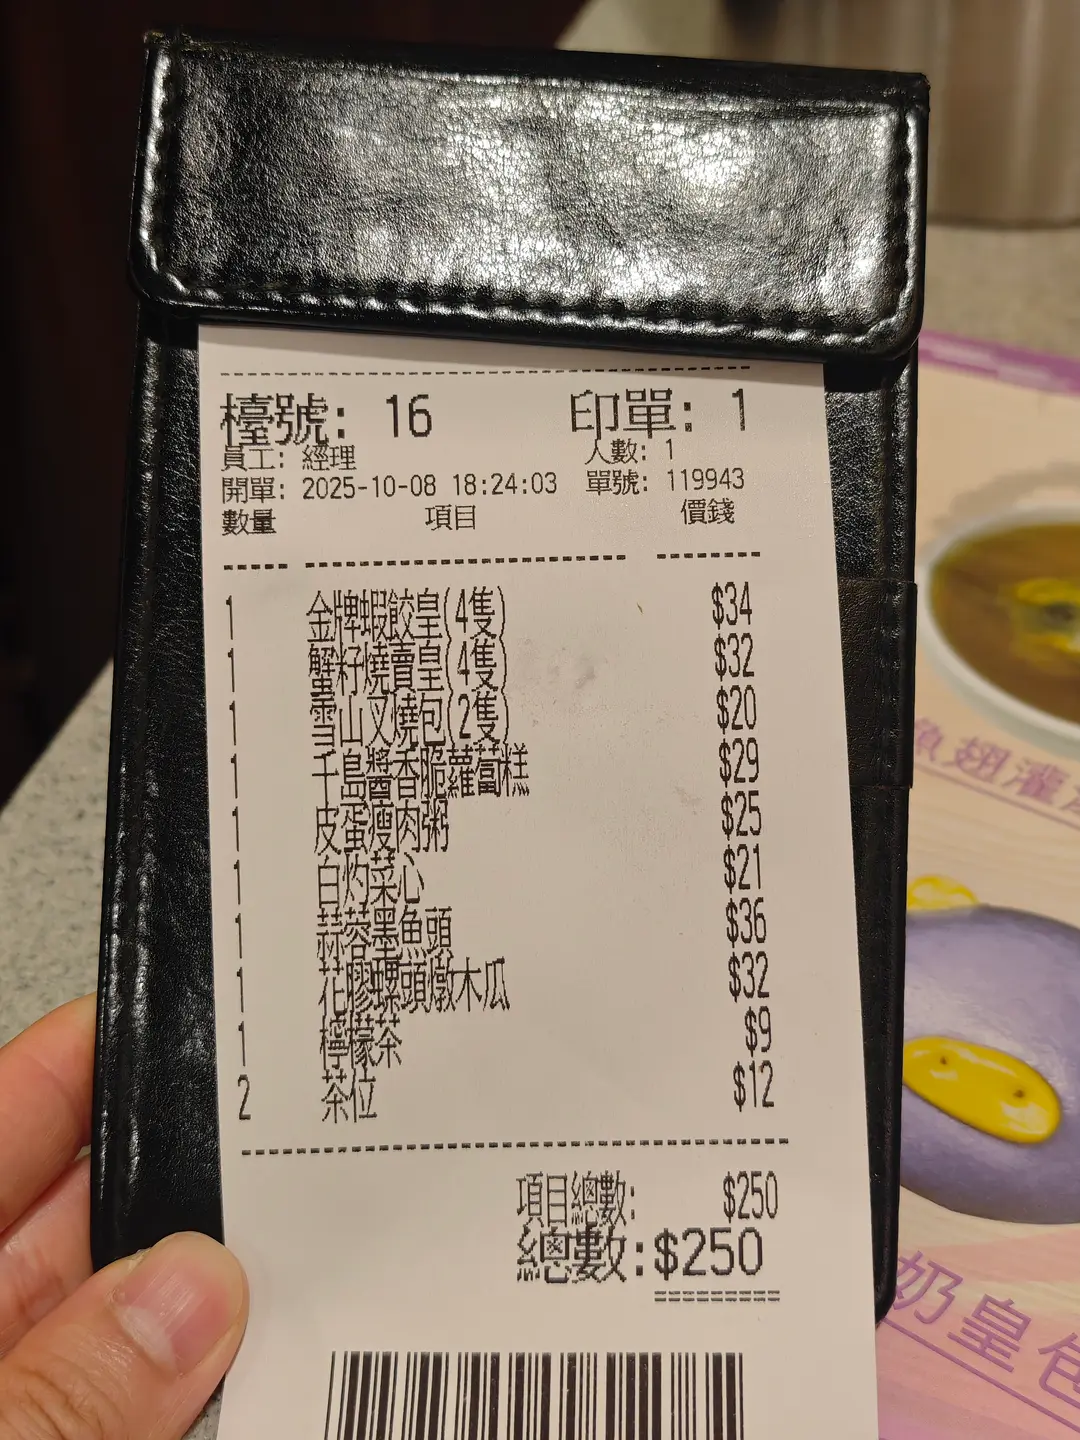 檯號: 16 印單: 1
員工: 經理 人數: 1
開單: 2025-10-08 18:24:03 單號: 119943
數量 項目 價錢
1 金牌蝦餃皇(4隻) $34
1 蟹籽燒賣皇(4隻) $32
1 雪山叉燒包(2隻) $20
1 千島醬香脆蘿蔔糕 $29
1 皮蛋瘦肉粥 $25
1 白灼菜心 $21
1 蒜蓉墨魚頭 $36
1 花膠螺頭燉木瓜 $32
1 檸檬茶 $9
2 茶位 $12
項目總數: $250
總數:$250
魚翅灌
奶皇包